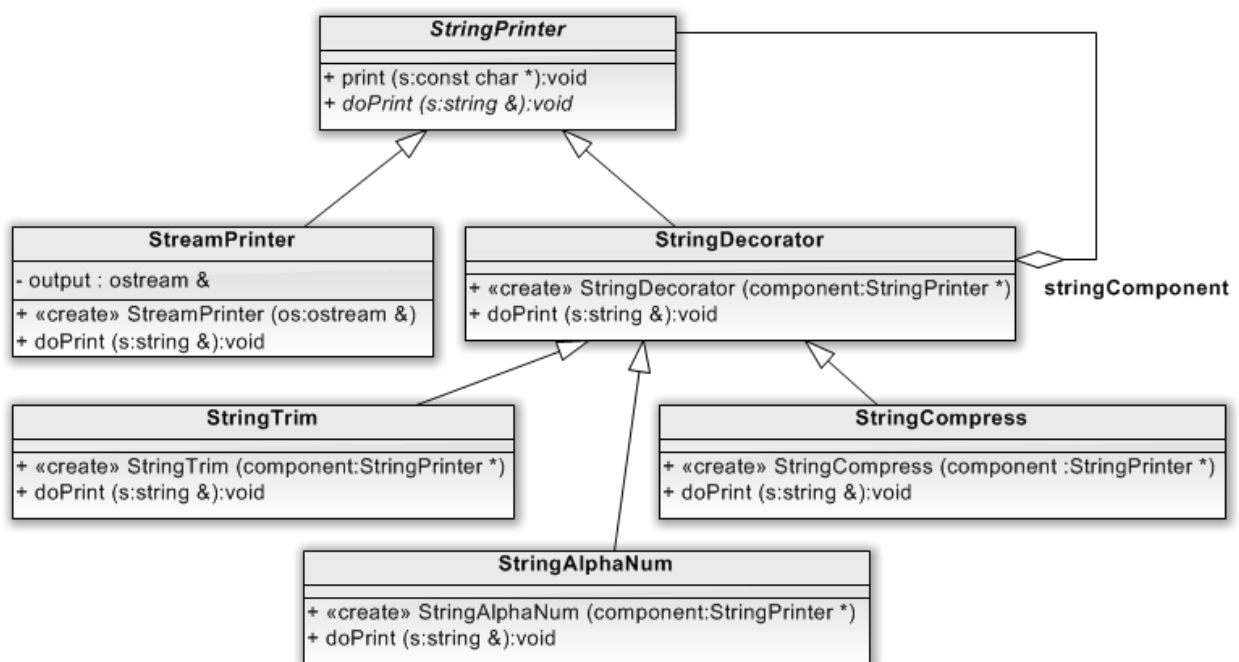 StringPrinter
+ print (s:const char *):void
+ doPrint (s:string &):void
StreamPrinter
- output : ostream &
+ «create» StreamPrinter (os:ostream &)
+ doPrint (s:string &):void
StringDecorator
+ «create» StringDecorator (component:StringPrinter *)
+ doPrint (s:string &):void
stringComponent
StringTrim
+ «create» StringTrim (component:StringPrinter *)
+ doPrint (s:string &):void
StringCompress
+ «create» StringCompress (component :StringPrinter *)
+ doPrint (s:string &):void
StringAlphaNum
+ «create» StringAlphaNum (component:StringPrinter *)
+ doPrint (s:string &):void